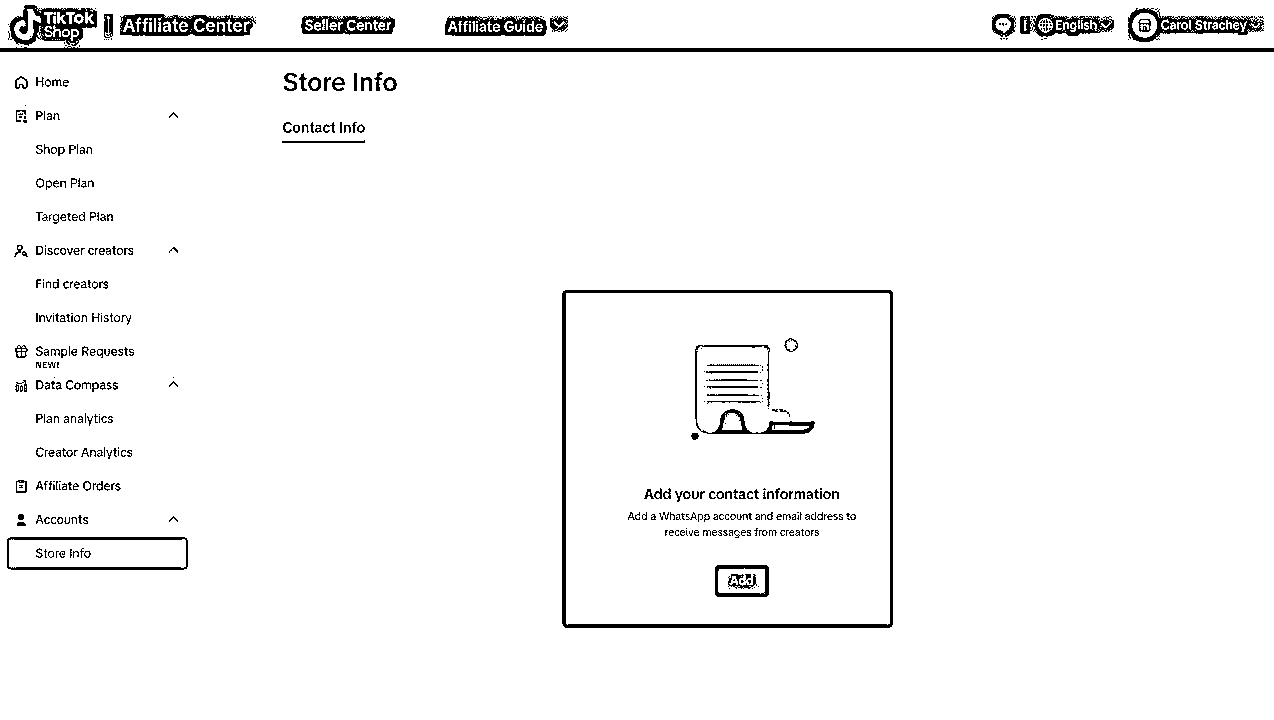 TikTok
Shop
Affiliate Center
Seller Center
Affiliate Guide
English
Carol Strachey
Home
Plan
Shop Plan
Open Plan
Targeted Plan
Discover creators
Find creators
Invitation History
Sample Requests
NEW!
Data Compass
Plan analytics
Creator Analytics
Affiliate Orders
Accounts
Store Info
Store Info
Contact Info
Add your contact information
Add a WhatsApp account and email address to
receive messages from creators
Add